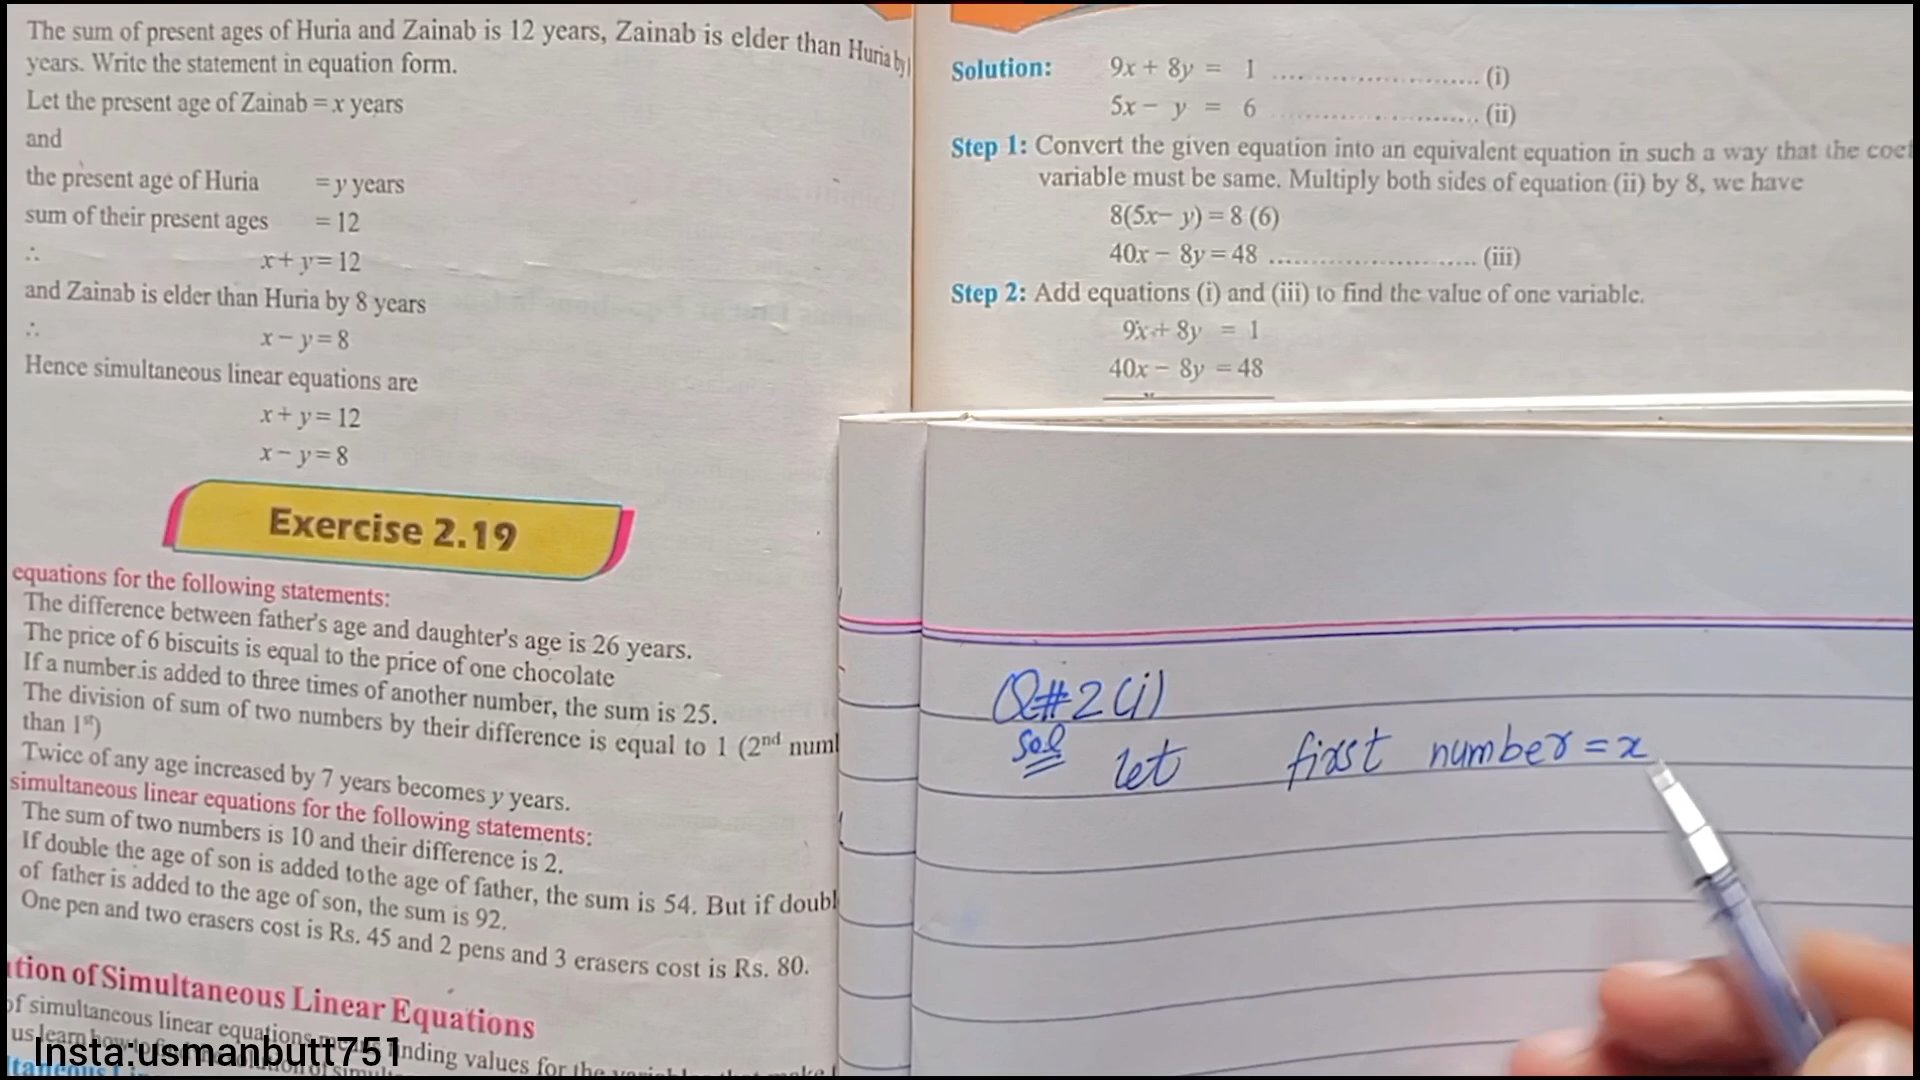 The sum of present ages of Huria and Zainab is 12 years, Zainab is elder than Huria by
years. Write the statement in equation form.
Let the present age of Zainab = x years
and
the present age of Huria = y years
sum of their present ages = 12
∴ x + y = 12
and Zainab is elder than Huria by 8 years
∴ x − y = 8
Hence simultaneous linear equations are
x + y = 12
x − y = 8
Exercise 2.19
equations for the following statements:
The difference between father's age and daughter's age is 26 years.
The price of 6 biscuits is equal to the price of one chocolate
If a number is added to three times of another number, the sum is 25.
The division of sum of two numbers by their difference is equal to 1 (2nd
than 1st)
Twice of any age increased by 7 years becomes y years.
simultaneous linear equations for the following statements:
The sum of two numbers is 10 and their difference is 2.
If double the age of son is added to the age of father, the sum is 54. But if doubl
of father is added to the age of son, the sum is 92.
One pen and two erasers cost is Rs. 45 and 2 pens and 3 erasers cost is Rs. 80.
tion of Simultaneous Linear Equations
of simultaneous linear equations finding values for the
us learn
Insta:usmanbutt751
Solution: 9x + 8y = 1 ........................ (i)
5x − y = 6 ........................ (ii)
Step 1: Convert the given equation into an equivalent equation in such a way that the coef
variable must be same. Multiply both sides of equation (ii) by 8, we have
8(5x − y) = 8 (6)
40x − 8y = 48 ........................ (iii)
Step 2: Add equations (i) and (iii) to find the value of one variable.
9x + 8y = 1
40x − 8y = 48
Q#2(i)
Sol let first number = x